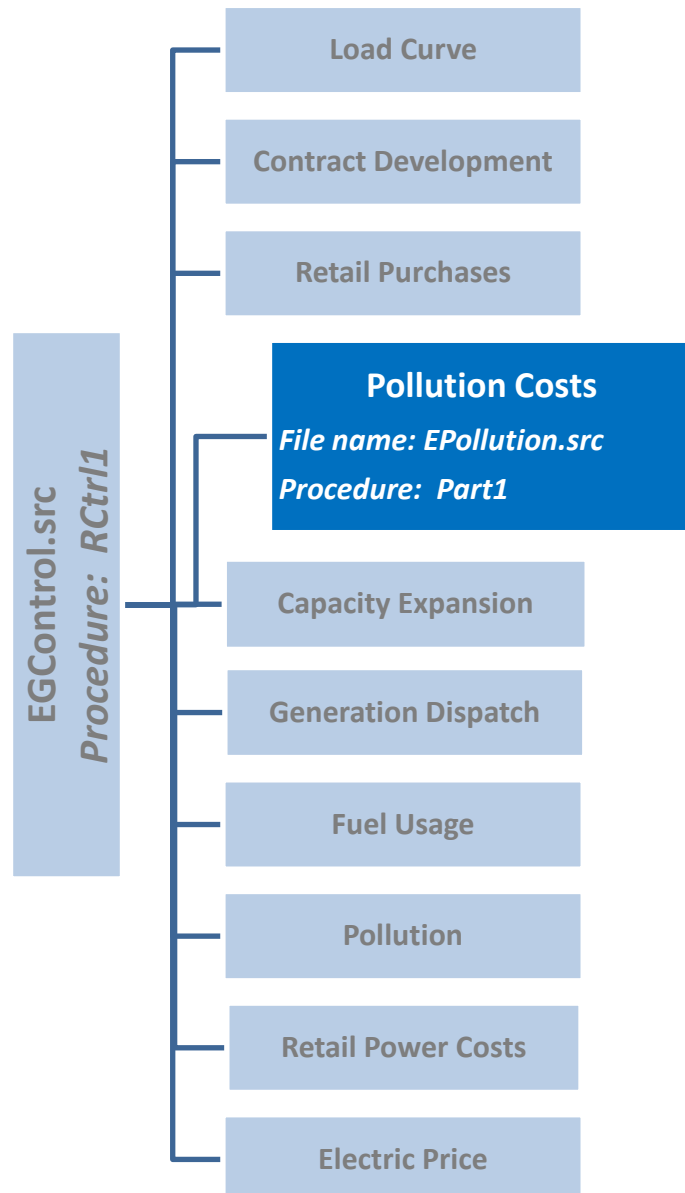 Load Curve
Contract Development
Retail Purchases
Pollution Costs
File name: EPollution.src
Procedure: Part1
EGControl.src
Procedure: RCtrl1
Capacity Expansion
Generation Dispatch
Fuel Usage
Pollution
Retail Power Costs
Electric Price